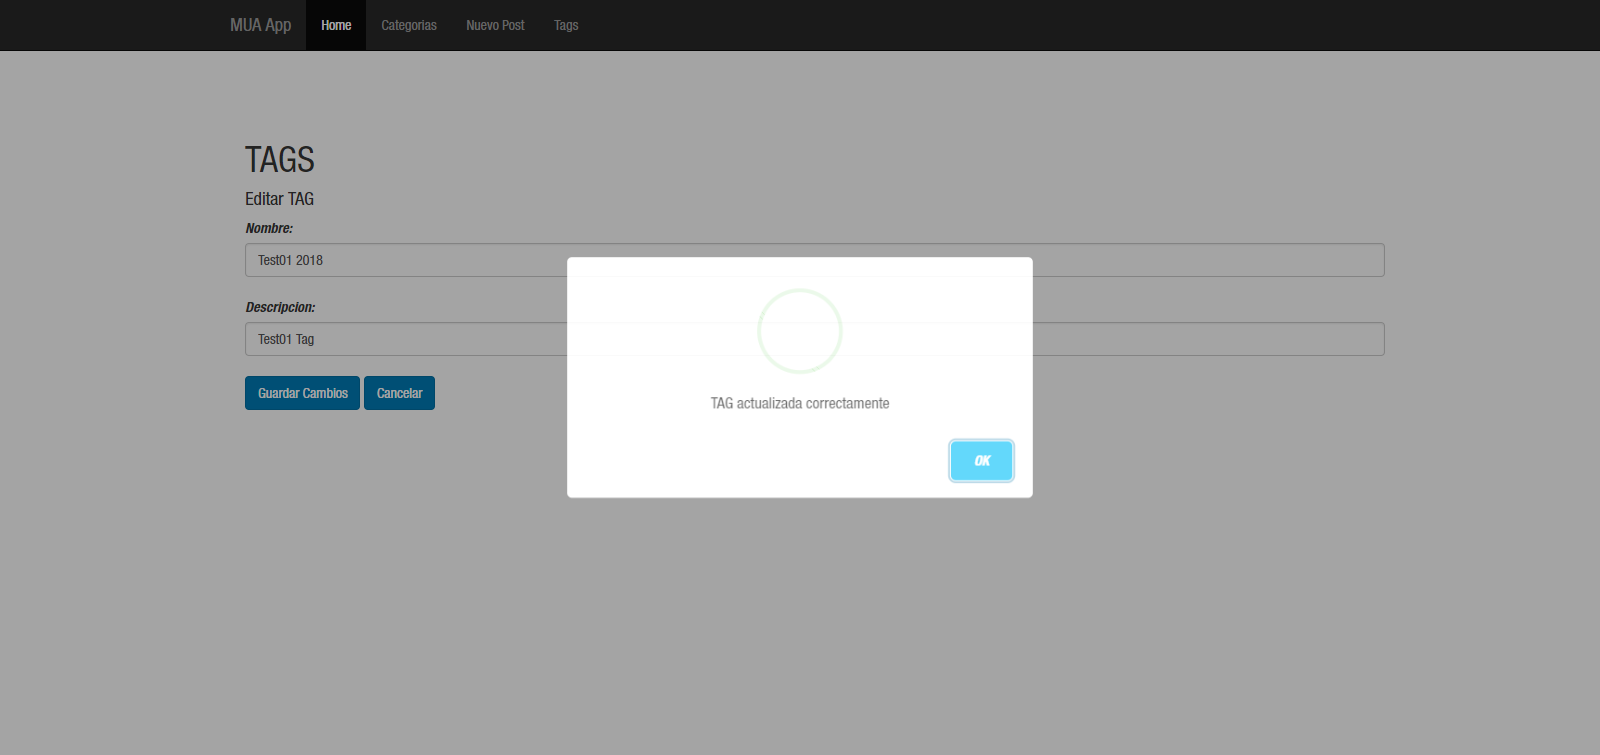 MUA App Home Categorias Nuevo Post Tags
TAGS
Editar TAG
Nombre:
Test01 2018
Descripcion:
Test01 Tag
Guardar Cambios Cancelar
TAG actualizada correctamente
OK